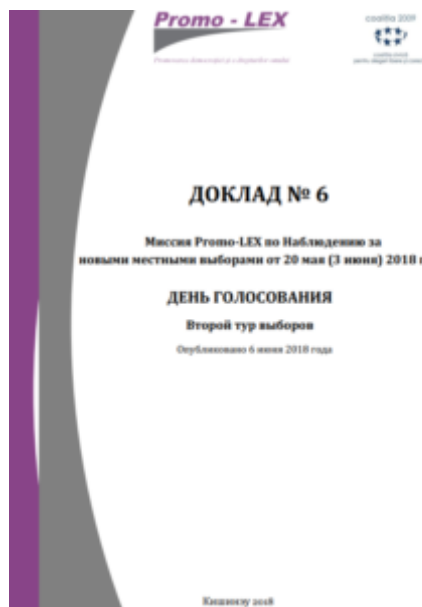 Promo - LEX
coaliția 2009
ДОКЛАД № 6
Миссия Promo-LEX по Наблюдению за
новыми местными выборами от 20 мая (3 июня) 2018 г
ДЕНЬ ГОЛОСОВАНИЯ
Второй тур выборов
Опубликовано 6 июня 2018 года
Кишинэу 2018